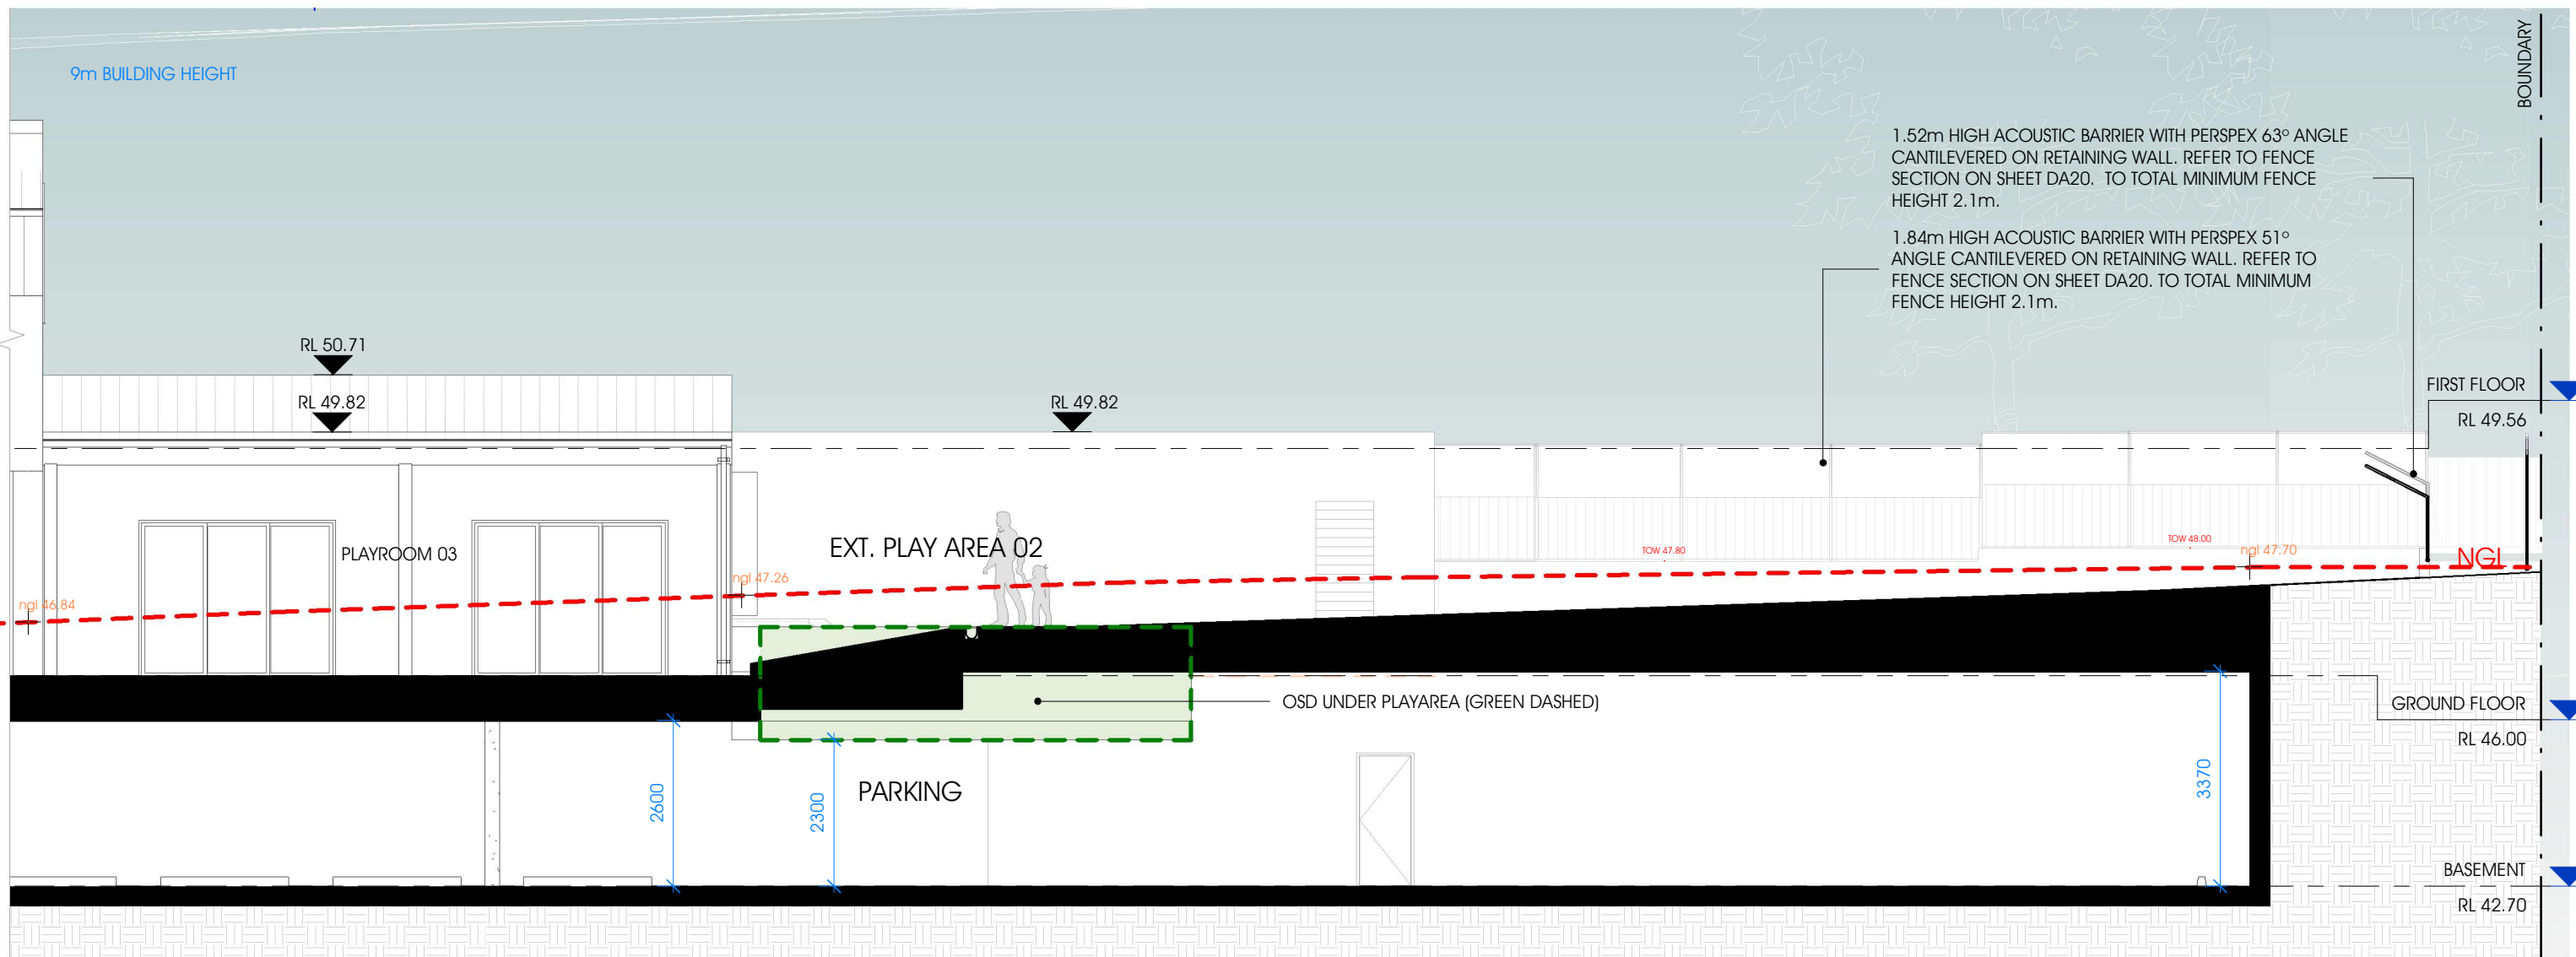 BOUNDARY
9m BUILDING HEIGHT
1.52m HIGH ACOUSTIC BARRIER WITH PERSPEX 63° ANGLE
CANTILEVERED ON RETAINING WALL. REFER TO FENCE
SECTION ON SHEET DA20. TO TOTAL MINIMUM FENCE
HEIGHT 2.1m.
1.84m HIGH ACOUSTIC BARRIER WITH PERSPEX 51°
ANGLE CANTILEVERED ON RETAINING WALL. REFER TO
FENCE SECTION ON SHEET DA20. TO TOTAL MINIMUM
FENCE HEIGHT 2.1m.
RL 50.71
RL 49.82
RL 49.82
FIRST FLOOR
RL 49.56
PLAYROOM 03
EXT. PLAY AREA 02
TOW 47.80
TOW 48.00
ngl 47.70
NGL
ngl 47.26
ngl 46.84
OSD UNDER PLAYAREA (GREEN DASHED)
GROUND FLOOR
RL 46.00
2600
2300
PARKING
3370
BASEMENT
RL 42.70